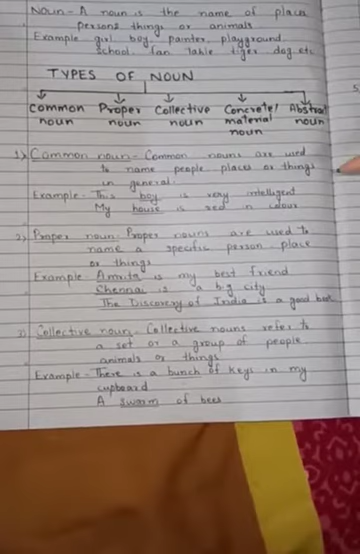 Noun - A noun is the name of place
persons things or animals
Example - girl, boy, painter, playground
school, fan table tiger dog etc
TYPES OF NOUN
Common noun
Proper noun
Collective noun
Concrete/ material noun
Abstract noun
1) Common noun - Common nouns are used
to name people places or things
in general.
Example - This boy is very intelligent
My house is red in colour
2) Proper noun - Proper nouns are used to
name a specific person place
or things
Example Amrita is my best friend
Chennai is a big city
The Discovery of India is a good book
3) Collective noun - Collective nouns refers to
a set or a group of people
animals or things
Example - There is a bunch of keys in my
cupboard
A swarm of bees
5